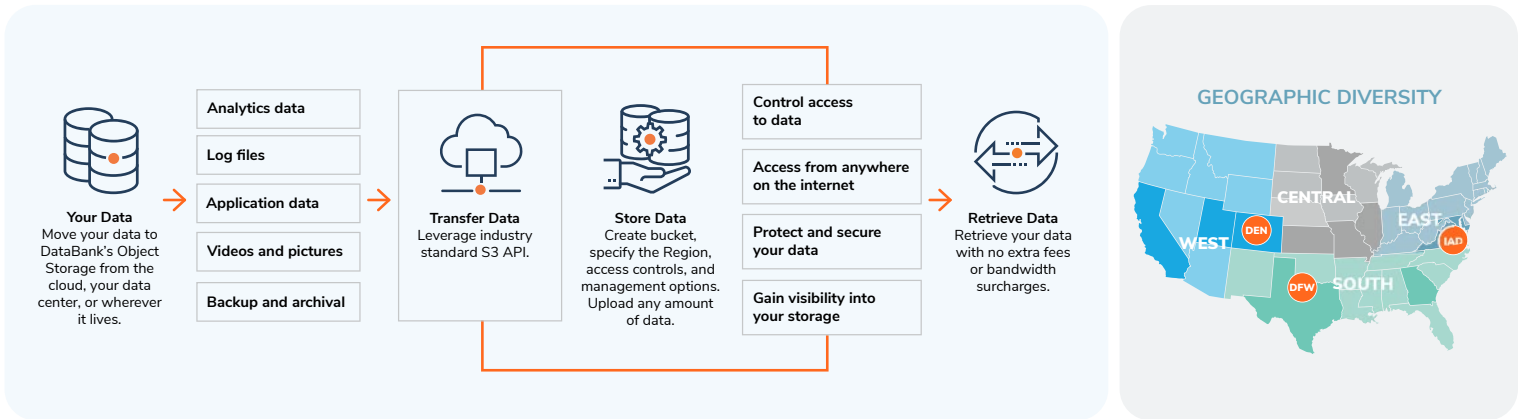 Your Data
Move your data to
DataBank's Object
Storage from the
cloud, your data
center, or wherever
it lives.
Analytics data
Log files
Application data
Videos and pictures
Backup and archival
Transfer Data
Leverage industry
standard S3 API.
Store Data
Create bucket,
specify the Region,
access controls, and
management options.
Upload any amount
of data.
Control access
to data
Access from anywhere
on the internet
Protect and secure
your data
Gain visibility into
your storage
Retrieve Data
Retrieve your data
with no extra fees
or bandwidth
surcharges.
GEOGRAPHIC DIVERSITY
CENTRAL
EAST
WEST
DEN
IAD
SOUTH
DFW